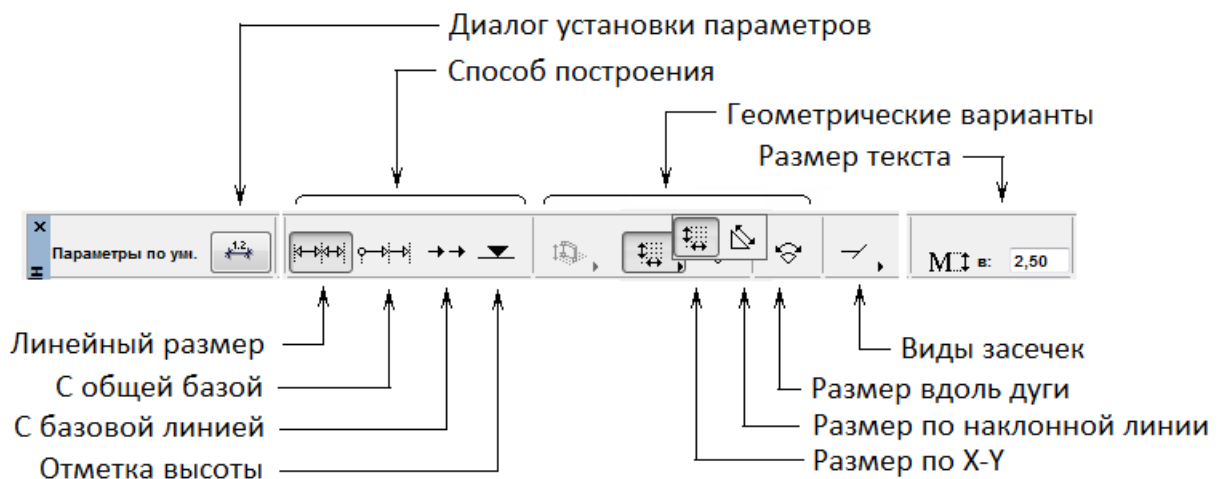 Диалог установки параметров
Способ построения
Геометрические варианты
Размер текста
Параметры по умн. 1.2 М в: 2,50
Линейный размер
Виды засечек
С общей базой
Размер вдоль дуги
С базовой линией
Размер по наклонной линии
Отметка высоты
Размер по X-Y